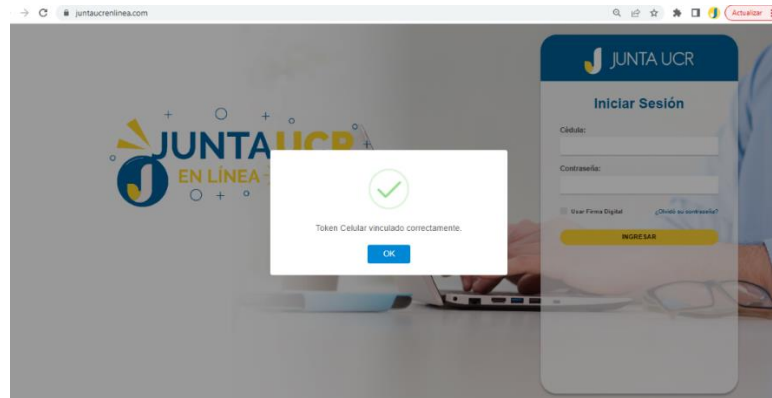 juntaucrenlinea.com
Actualizar
JUNTA UCR
Iniciar Sesión
Cédula:
JUNTA UCR
EN LÍNEA
Contraseña:
Token Celular vinculado correctamente.
Usar Firma Digital ¿Olvidó su contraseña?
OK
INGRESAR